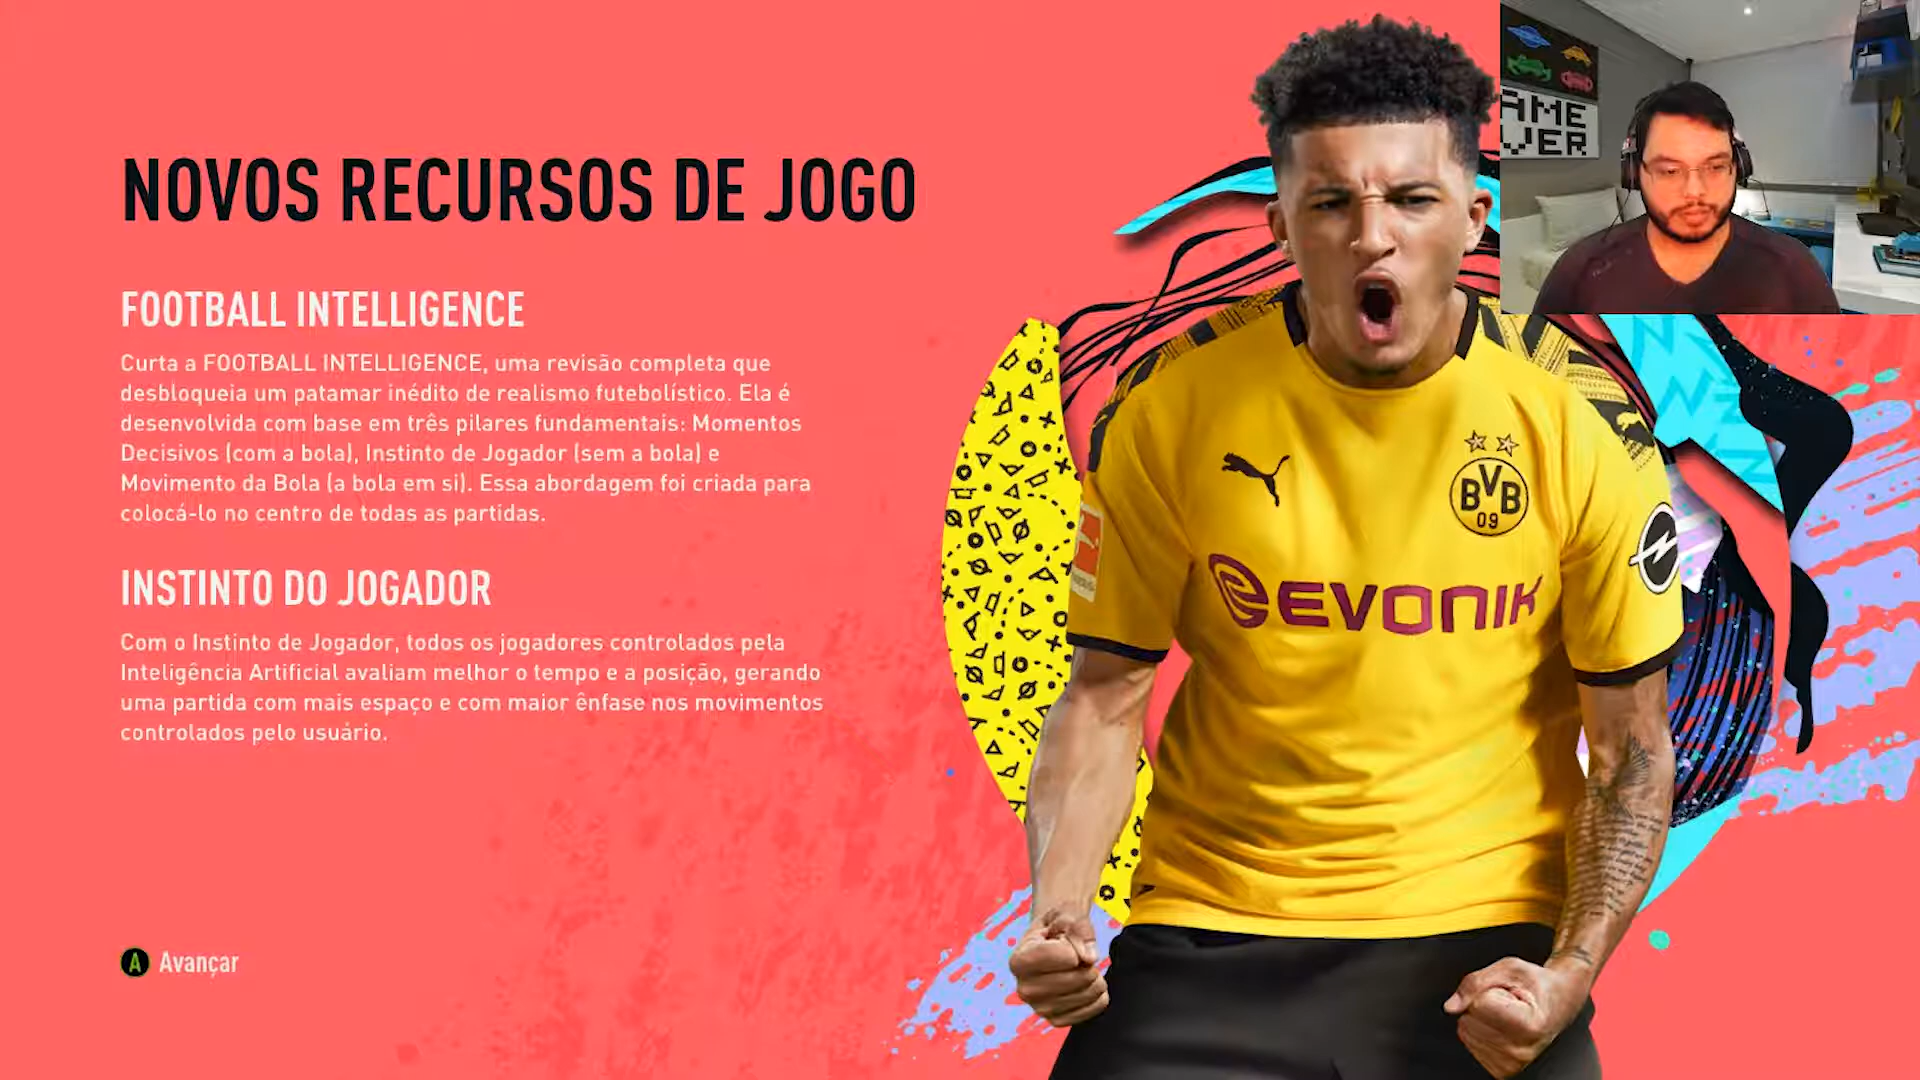 NOVOS RECURSOS DE JOGO
FOOTBALL INTELLIGENCE
Curta a FOOTBALL INTELLIGENCE, uma revisão completa que
desbloqueia um patamar inédito de realismo futebolístico. Ela é
desenvolvida com base em três pilares fundamentais: Momentos
Decisivos (com a bola), Instinto de Jogador (sem a bola) e
Movimento da Bola (a bola em si). Essa abordagem foi criada para
colocá-lo no centro de todas as partidas.
INSTINTO DO JOGADOR
Com o Instinto de Jogador, todos os jogadores controlados pela
Inteligência Artificial avaliam melhor o tempo e a posição, gerando
uma partida com mais espaço e com maior ênfase nos movimentos
controlados pelo usuário.
A Avançar
BVB
09
EVONIK
AME
VER